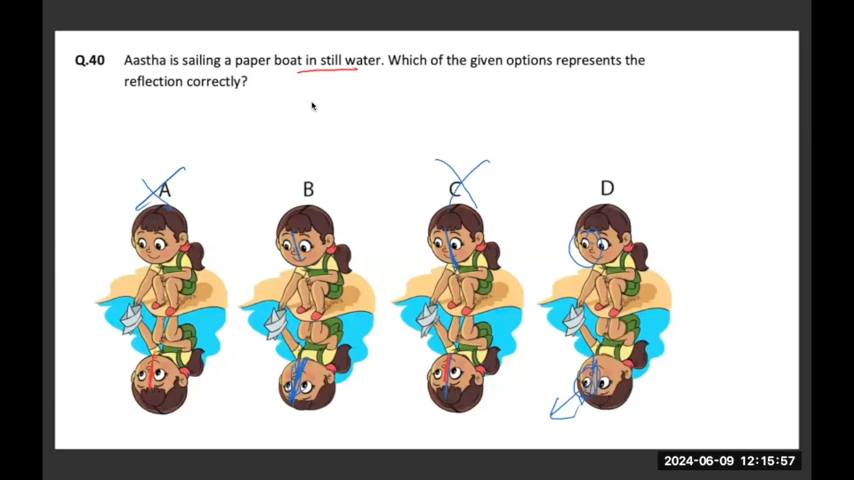 Q.40 Aastha is sailing a paper boat in still water. Which of the given options represents the
reflection correctly?
A B C D
2024-06-09 12:15:57